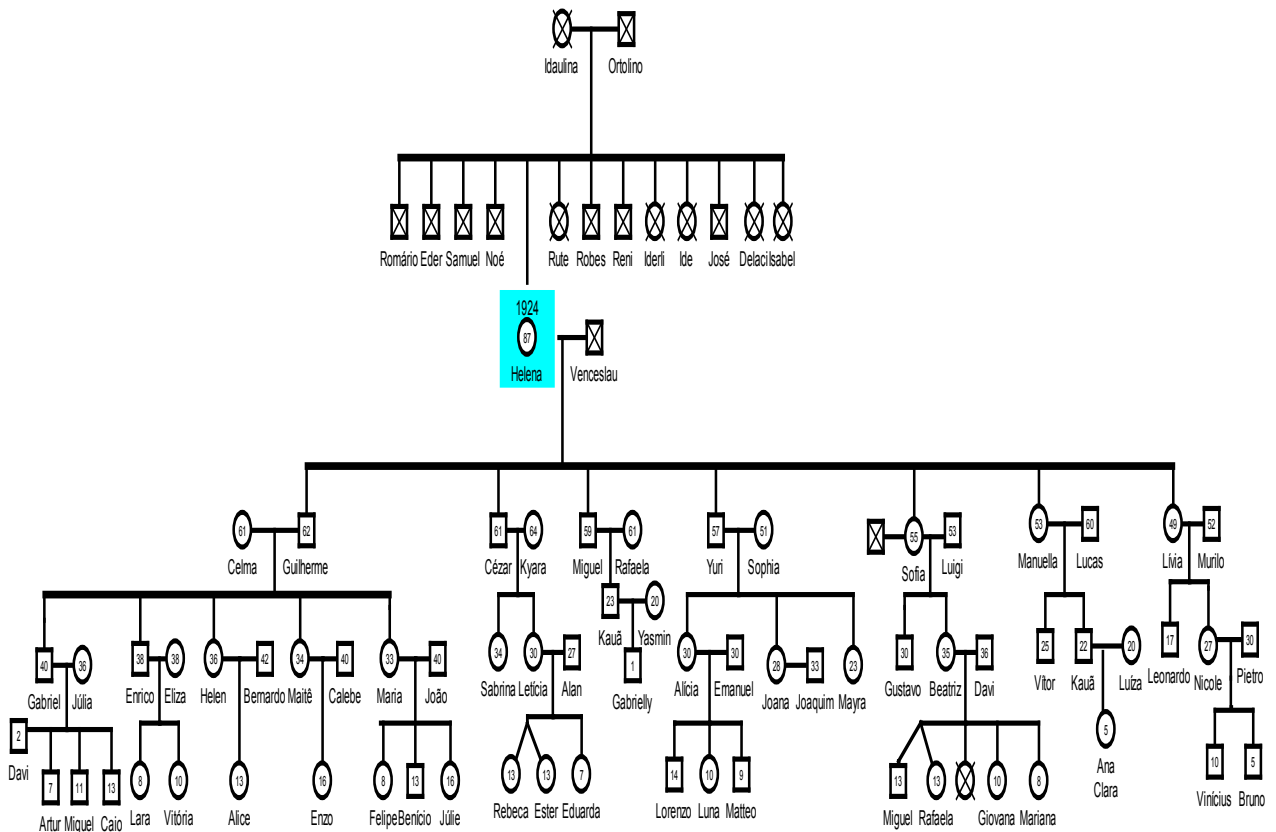 Idaulina Ortolino
Romário Eder Samuel Noé Rute Robes Reni Iderli Ide José Delaci Isabel
1924
87
Helena Venceslau
61 62 61 64 59 61 57 51 55 53 53 60 49 52
Celma Guilherme Cézar Kyara Miguel Rafaela Yuri Sophia Sofia Luigi Manuella Lucas Lívia Murilo
23 20
Kauã Yasmin
40 36 38 38 36 42 34 40 33 40 34 30 27 1 30 30 28 33 23 30 35 36 25 22 20 17 27 30
Gabriel Júlia Enrico Eliza Helen Bernardo Maitê Calebe Maria João Sabrina Letícia Alan Gabrielly Alícia Emanuel Joana Joaquim Mayra Gustavo Beatriz Davi Vítor Kauã Luíza Leonardo Nicole Pietro
2
Davi
5
Ana
Clara
7 11 13 8 10 13 16 8 13 16 13 13 7 14 10 9 13 13 10 8 10 5
Artur Miguel Caio Lara Vitória Alice Enzo Felipe Benício Júlie Rebeca Ester Eduarda Lorenzo Luna Matteo Miguel Rafaela Giovana Mariana Vinícius Bruno